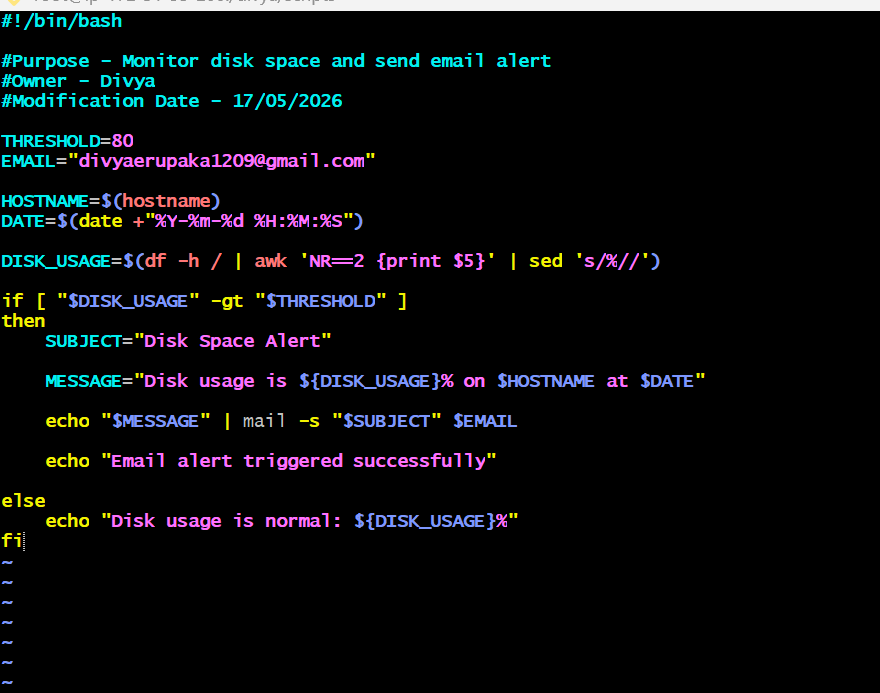 #!/bin/bash
#Purpose - Monitor disk space and send email alert
#Owner - Divya
#Modification Date - 17/05/2026
THRESHOLD=80
EMAIL="divyaerupaka1209@gmail.com"
HOSTNAME=$(hostname)
DATE=$(date +"%Y-%m-%d %H:%M:%S")
DISK_USAGE=$(df -h / | awk 'NR==2 {print $5}' | sed 's/%//')
if [ "$DISK_USAGE" -gt "$THRESHOLD" ]
then
    SUBJECT="Disk Space Alert"
    MESSAGE="Disk usage is ${DISK_USAGE}% on $HOSTNAME at $DATE"
    echo "$MESSAGE" | mail -s "$SUBJECT" $EMAIL
    echo "Email alert triggered successfully"
else
    echo "Disk usage is normal: ${DISK_USAGE}%"
fi
~
~
~
~
~
~
~